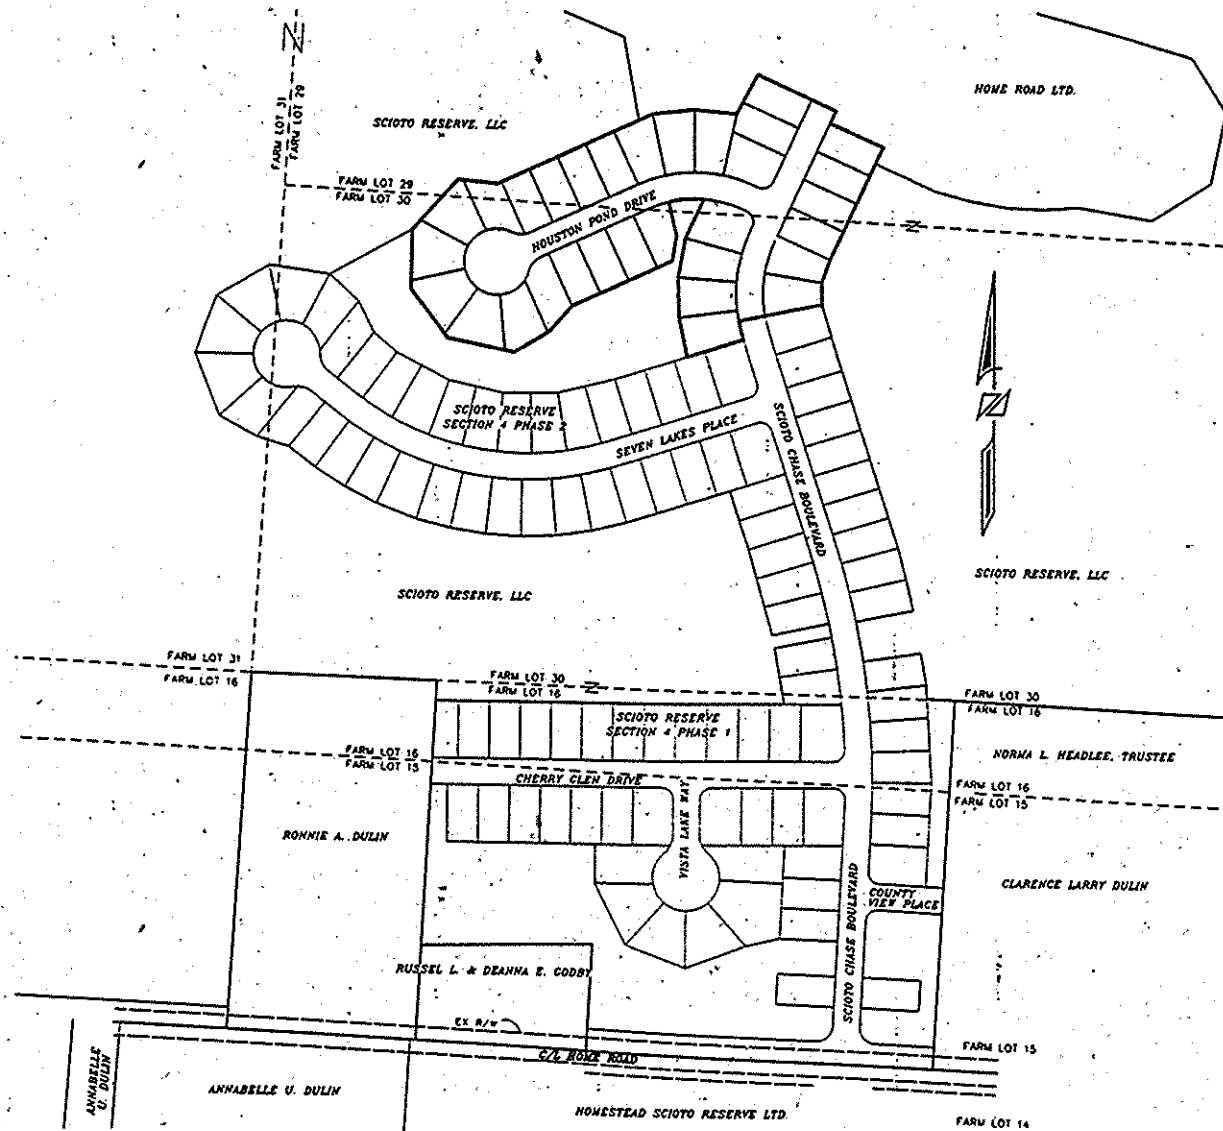 HOME ROAD LTD.
FARM LOT 31
FARM LOT 29
SCIOTO RESERVE, LLC
FARM LOT 29
FARM LOT 30
HOUSTON POND DRIVE
SCIOTO RESERVE
SECTION 4 PHASE 2
SEVEN LAKES PLACE
SCIOTO CHASE BOULEVARD
SCIOTO RESERVE, LLC
SCIOTO RESERVE, LLC
FARM LOT 31
FARM LOT 16
FARM LOT 30
FARM LOT 16
FARM LOT 30
FARM LOT 16
SCIOTO RESERVE
SECTION 4 PHASE 1
NORMA L. HEADLEE, TRUSTEE
FARM LOT 16
FARM LOT 15
CHERRY GLEN DRIVE
FARM LOT 16
FARM LOT 15
VISTA LAKE WAY
RONNIE A. DULIN
CLARENCE LARRY DULIN
COUNTY
VIEW PLACE
SCIOTO CHASE BOULEVARD
RUSSEL L. & DEANNA E. GODBY
EX R/W
C/L HOME ROAD
FARM LOT 15
ANNABELLE
U. DULIN
ANNABELLE U. DULIN
HOMESTEAD SCIOTO RESERVE LTD.
FARM LOT 14